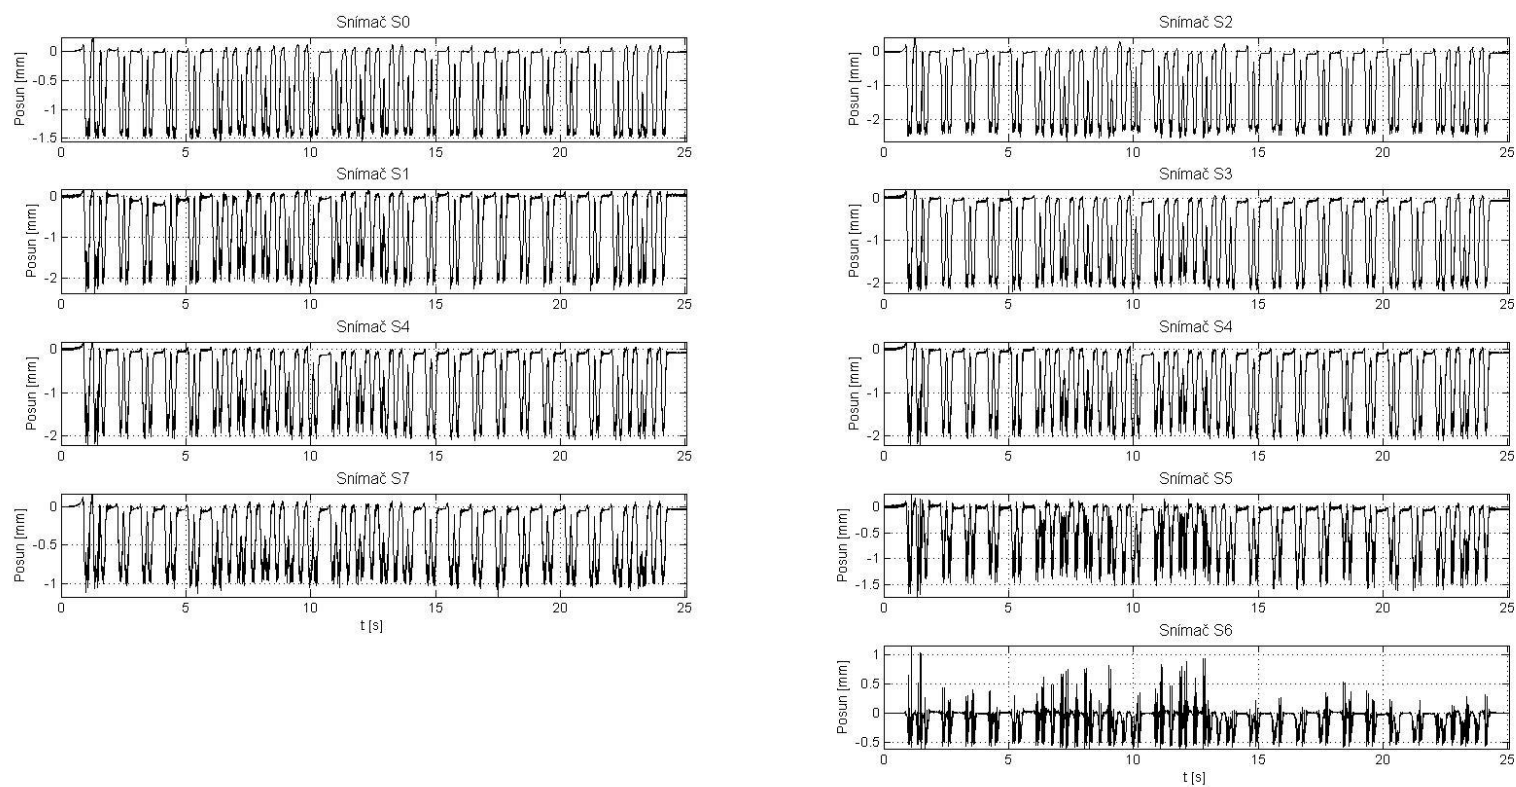 Snímač S0
Posun [mm]
0
-0.5
-1
-1.5
0 5 10 15 20 25
Snímač S1
Posun [mm]
0
-1
-2
0 5 10 15 20 25
Snímač S4
Posun [mm]
0
-1
-2
0 5 10 15 20 25
Snímač S7
Posun [mm]
0
-0.5
-1
0 5 10 15 20 25
t [s]
Snímač S2
Posun [mm]
0
-1
-2
0 5 10 15 20 25
Snímač S3
Posun [mm]
0
-1
-2
0 5 10 15 20 25
Snímač S4
Posun [mm]
0
-1
-2
0 5 10 15 20 25
Snímač S5
Posun [mm]
0
-0.5
-1
-1.5
0 5 10 15 20 25
Snímač S6
Posun [mm]
1
0.5
0
-0.5
0 5 10 15 20 25
t [s]